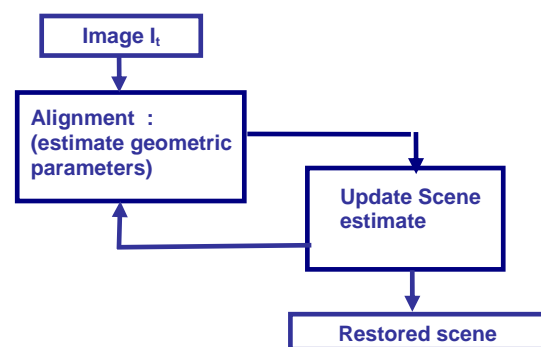 Image Iₜ
Alignment :
(estimate geometric
parameters)
Update Scene
estimate
Restored scene